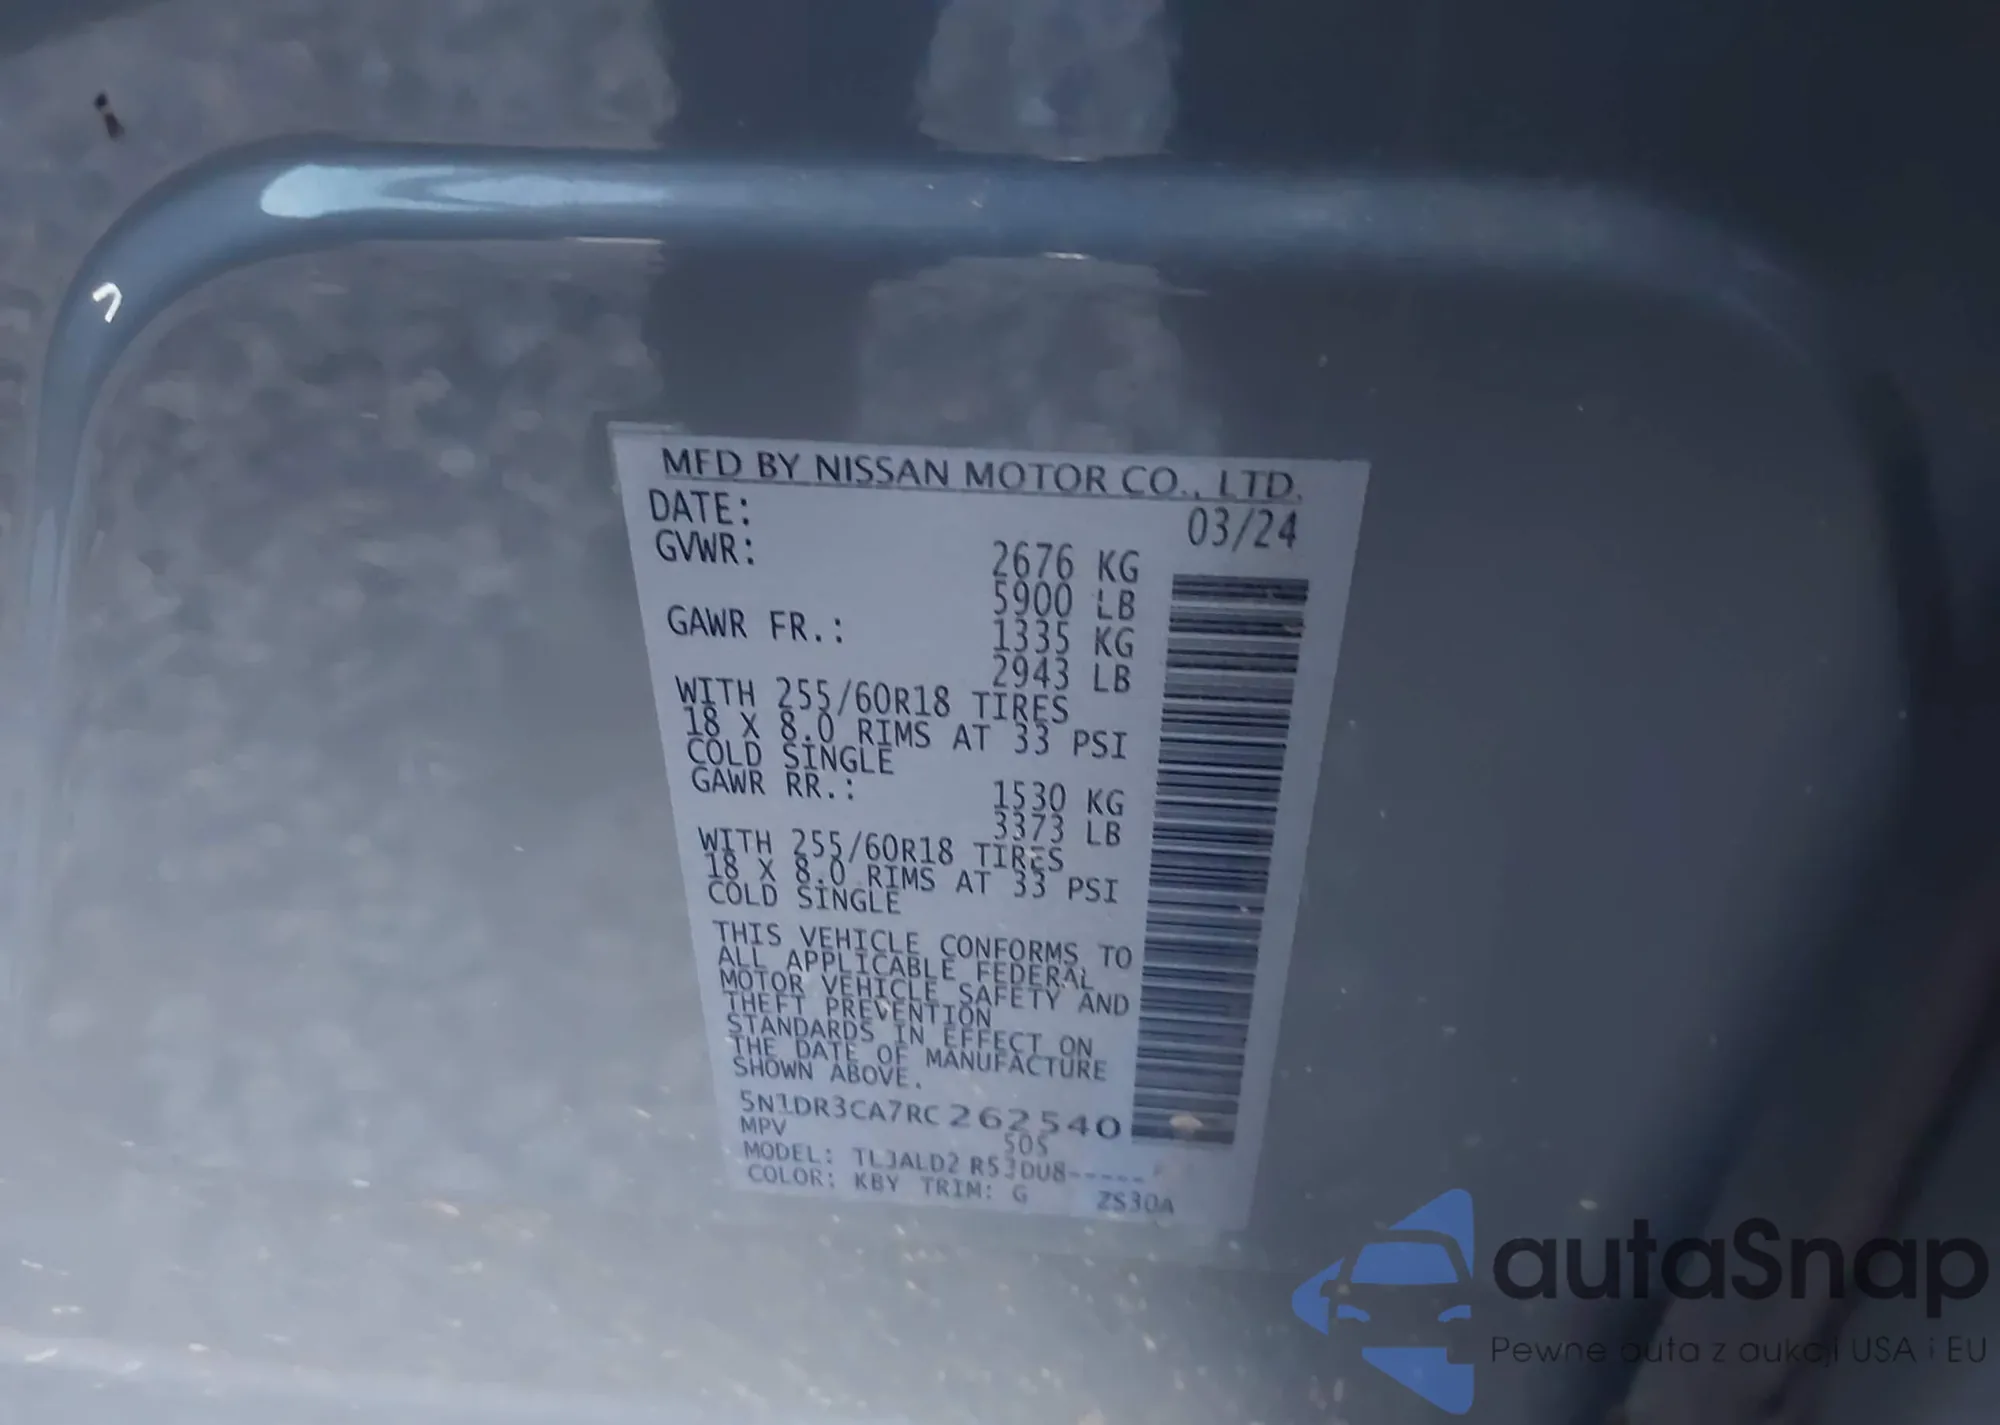 MFD BY NISSAN MOTOR CO., LTD.
DATE: 03/24
GVWR: 2676 KG
5900 LB
GAWR FR.: 1335 KG
2943 LB
WITH 255/60R18 TIRES
18 X 8.0 RIMS AT 33 PSI
COLD SINGLE
GAWR RR.: 1530 KG
3373 LB
WITH 255/60R18 TIRES
18 X 8.0 RIMS AT 33 PSI
COLD SINGLE
THIS VEHICLE CONFORMS TO
ALL APPLICABLE FEDERAL
MOTOR VEHICLE SAFETY AND
THEFT PREVENTION
STANDARDS IN EFFECT ON
THE DATE OF MANUFACTURE
SHOWN ABOVE.
5N1DR3CA7RC262540
MPV 50S
MODEL: TL3ALD2 R53DU8-----
COLOR: KBY TRIM: G ZS30A
autaSnap
Pewne auta z aukcji USA i EU